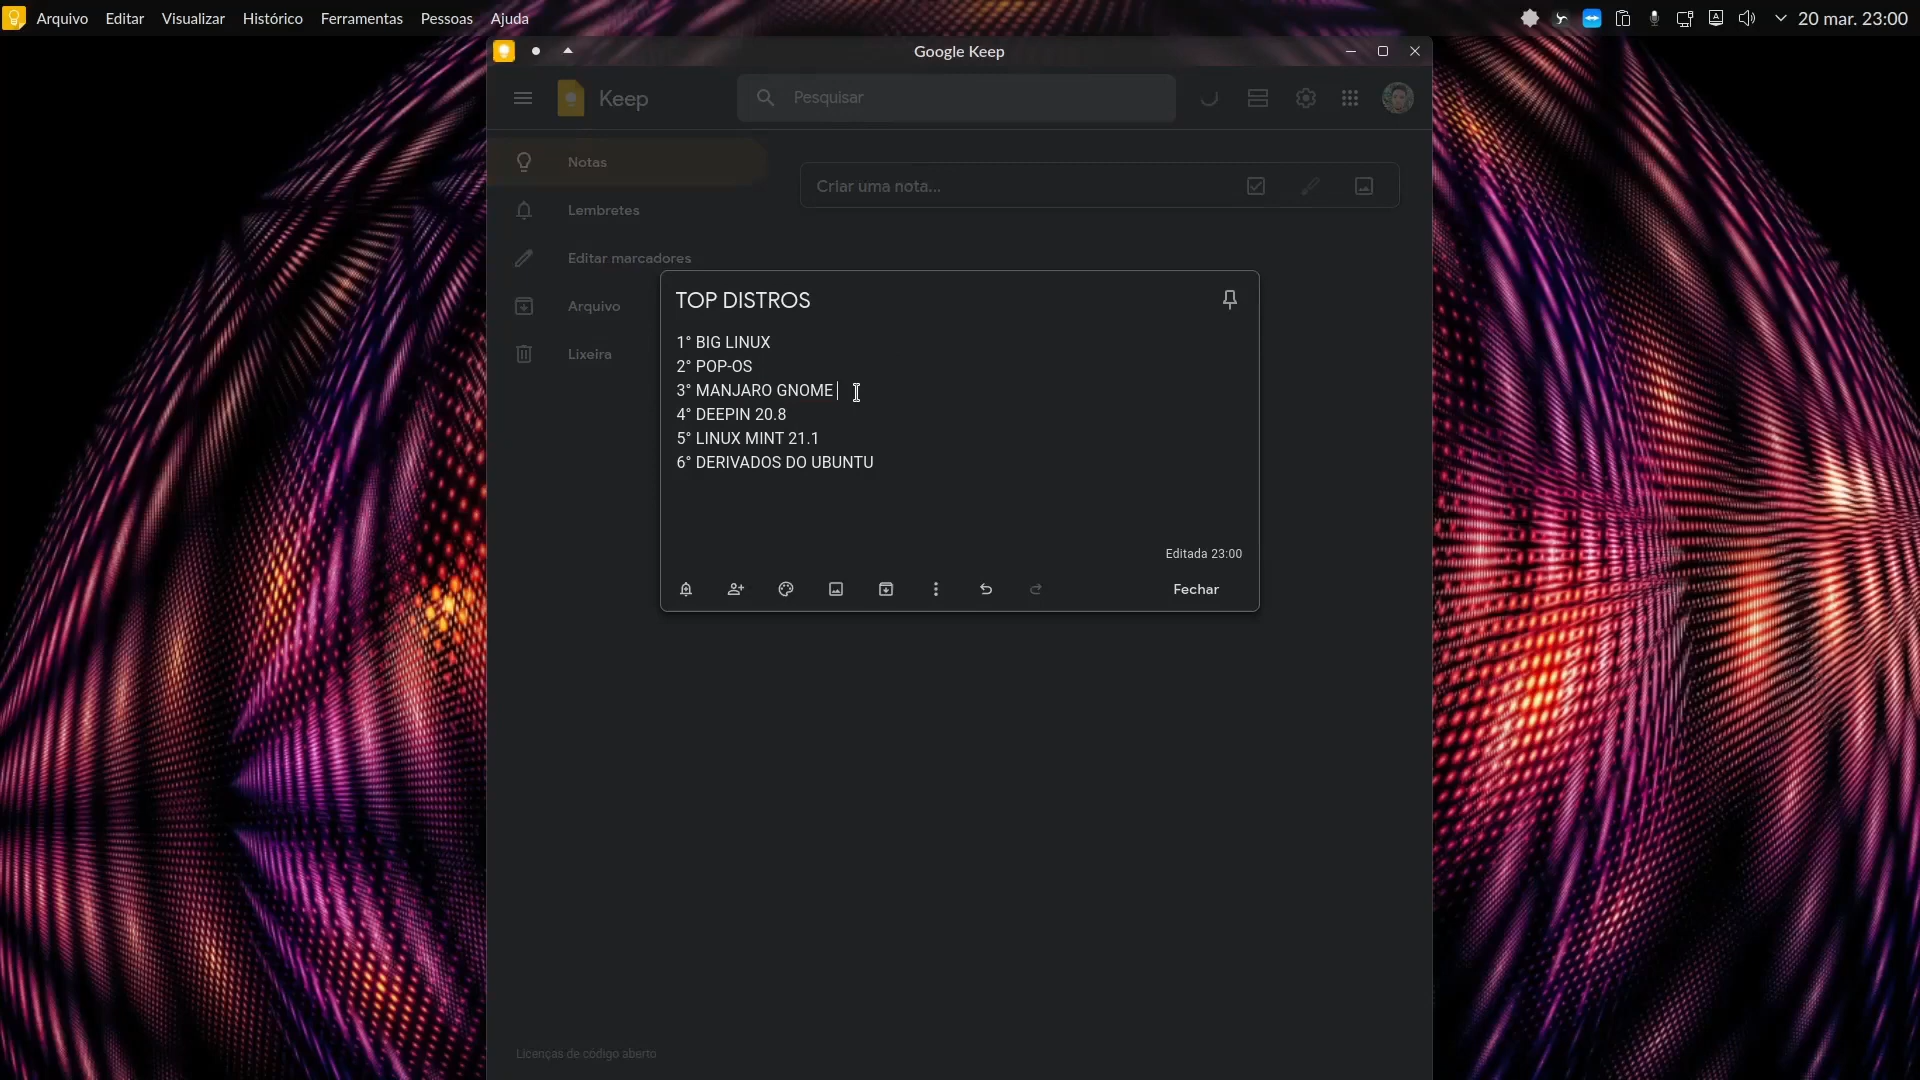 Arquivo Editar Visualizar Histórico Ferramentas Pessoas Ajuda
20 mar. 23:00
Google Keep
Keep
Pesquisar
Notas
Criar uma nota...
Lembretes
Editar marcadores
Arquivo
Lixeira
TOP DISTROS
1° BIG LINUX
2° POP-OS
3° MANJARO GNOME
4° DEEPIN 20.8
5° LINUX MINT 21.1
6° DERIVADOS DO UBUNTU
Editada 23:00
Fechar
Licenças de código aberto